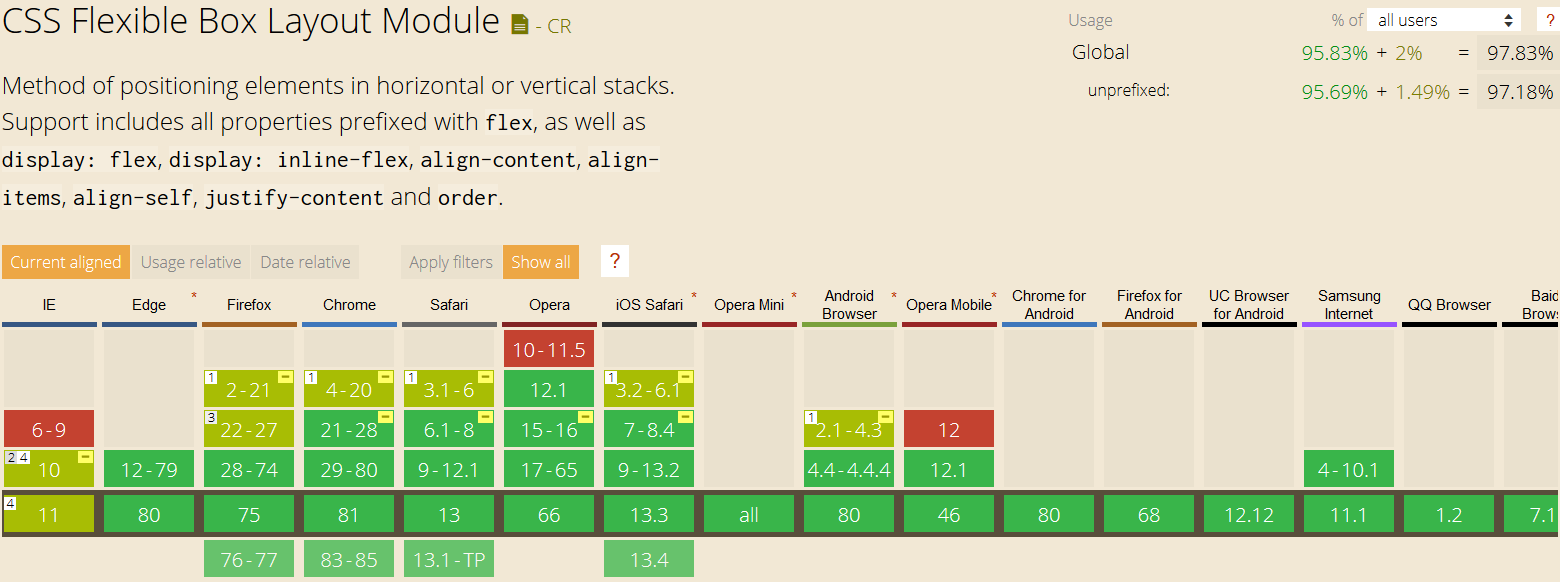 CSS Flexible Box Layout Module - CR
Usage % of all users ?
Global 95.83% + 2% = 97.83%
unprefixed: 95.69% + 1.49% = 97.18%
Method of positioning elements in horizontal or vertical stacks.
Support includes all properties prefixed with flex, as well as
display: flex, display: inline-flex, align-content, align-
items, align-self, justify-content and order.
Current aligned Usage relative Date relative Apply filters Show all ?
IE Edge * Firefox Chrome Safari Opera iOS Safari * Opera Mini * Android Browser * Opera Mobile * Chrome for Android Firefox for Android UC Browser for Android Samsung Internet QQ Browser Baid Brows
10-11.5
1 2-21 1 4-20 1 3.1-6 12.1 1 3.2-6.1
6-9 3 22-27 21-28 6.1-8 15-16 7-8.4 1 2.1-4.3 12
2 4 10 12-79 28-74 29-80 9-12.1 17-65 9-13.2 4.4-4.4.4 12.1 4-10.1
4 11 80 75 81 13 66 13.3 all 80 46 80 68 12.12 11.1 1.2 7.1
76-77 83-85 13.1-TP 13.4